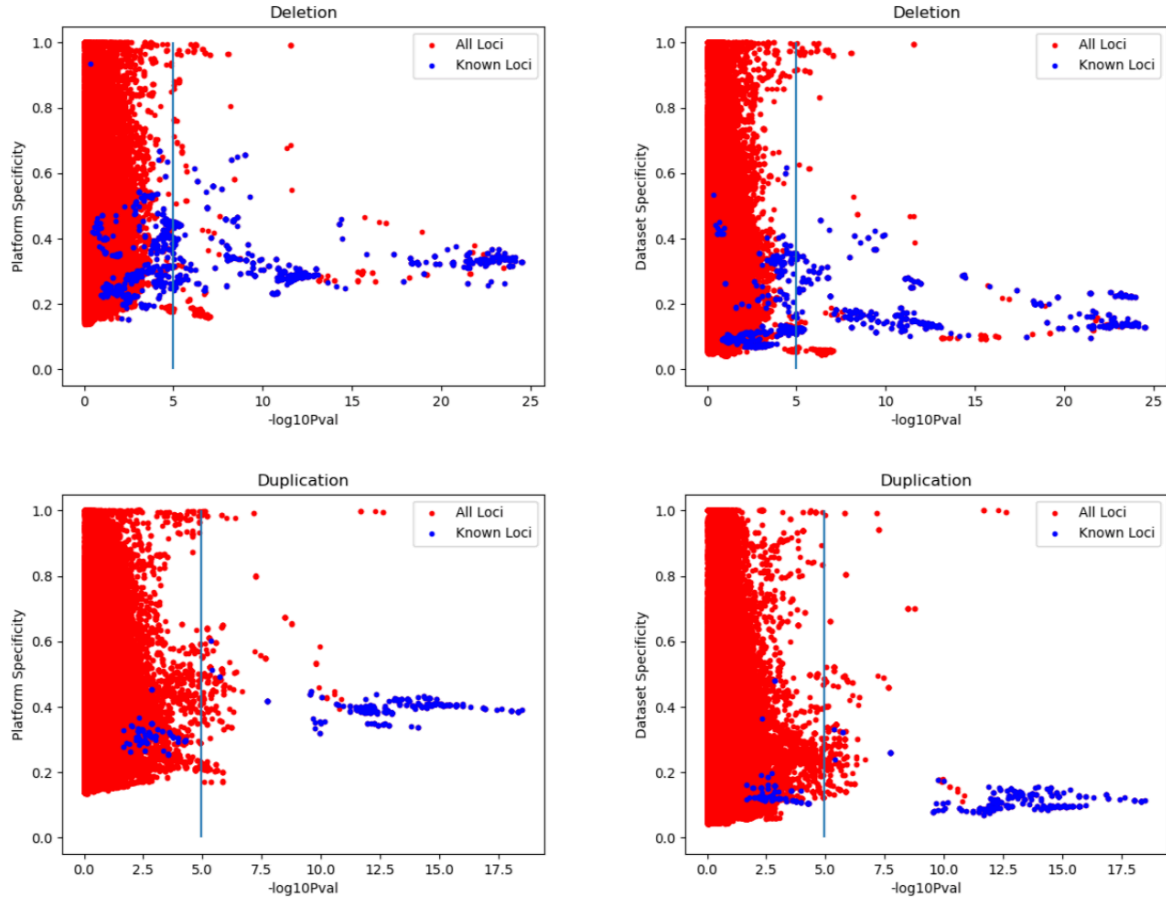 Deletion
All Loci
Known Loci
1.0
0.8
0.6
0.4
0.2
0.0
Platform Specificity
0
5
10
15
20
25
-log10Pval
Deletion
All Loci
Known Loci
1.0
0.8
0.6
0.4
0.2
0.0
Dataset Specificity
0
5
10
15
20
25
-log10Pval
Duplication
All Loci
Known Loci
1.0
0.8
0.6
0.4
0.2
0.0
Platform Specificity
0.0
2.5
5.0
7.5
10.0
12.5
15.0
17.5
-log10Pval
Duplication
All Loci
Known Loci
1.0
0.8
0.6
0.4
0.2
0.0
Dataset Specificity
0.0
2.5
5.0
7.5
10.0
12.5
15.0
17.5
-log10Pval